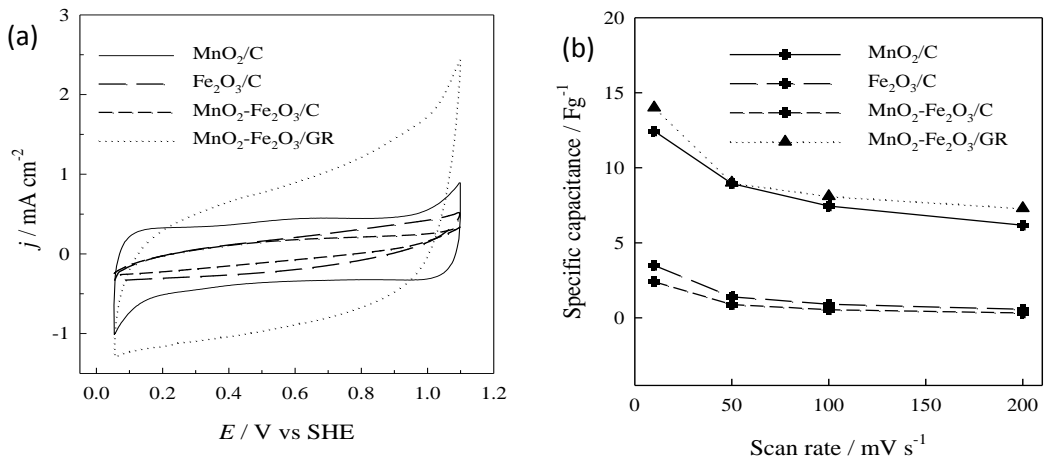 (a)
3
2
1
0
-1
j / mA cm⁻²
MnO₂/C
Fe₂O₃/C
MnO₂-Fe₂O₃/C
MnO₂-Fe₂O₃/GR
0.0 0.2 0.4 0.6 0.8 1.0 1.2
E / V vs SHE
(b)
20
15
10
5
0
Specific capacitance / Fg⁻¹
MnO₂/C
Fe₂O₃/C
MnO₂-Fe₂O₃/C
MnO₂-Fe₂O₃/GR
0 50 100 150 200
Scan rate / mV s⁻¹